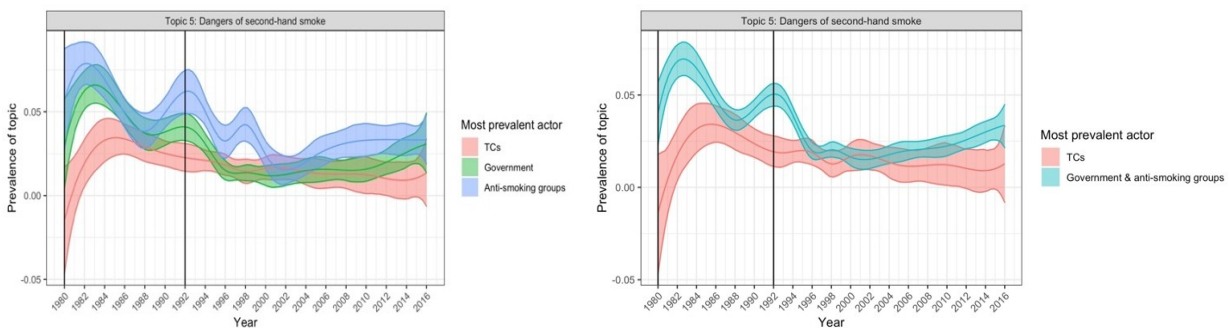 Topic 5: Dangers of second-hand smoke
Prevalence of topic
0.05
0.00
-0.05
1980 1982 1984 1986 1988 1990 1992 1994 1996 1998 2000 2002 2004 2006 2008 2010 2012 2014 2016
Year
Most prevalent actor
TCs
Government
Anti-smoking groups
Topic 5: Dangers of second-hand smoke
Prevalence of topic
0.05
0.00
-0.05
1980 1982 1984 1986 1988 1990 1992 1994 1996 1998 2000 2002 2004 2006 2008 2010 2012 2014 2016
Year
Most prevalent actor
TCs
Government & anti-smoking groups